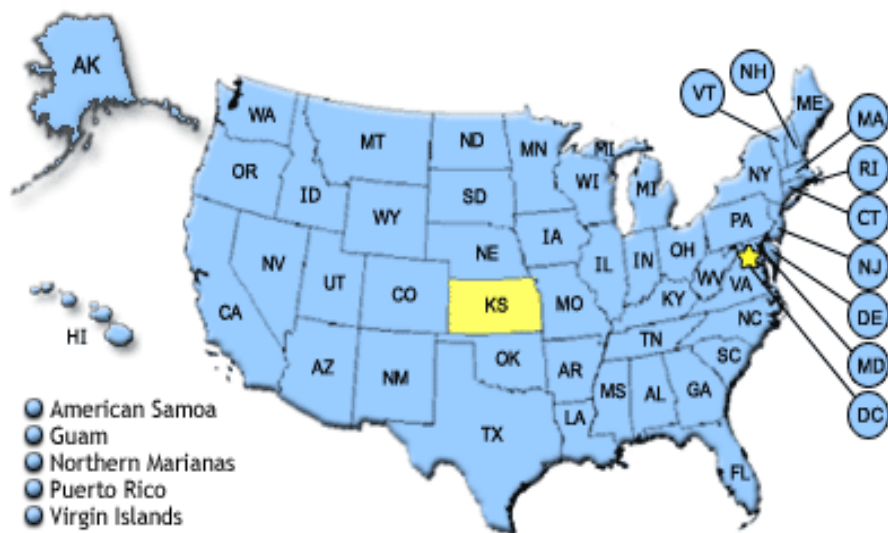 AK
WA
MT
ND
MN
MI
WI
MI
VT
NH
ME
MA
RI
CT
NJ
DE
MD
DC
OR
ID
WY
SD
NY
PA
IA
NE
NV
UT
CO
KS
MO
IL
IN
OH
WV
VA
KY
CA
AZ
NM
OK
AR
TN
NC
SC
MS
AL
GA
LA
TX
FL
HI
American Samoa
Guam
Northern Marianas
Puerto Rico
Virgin Islands